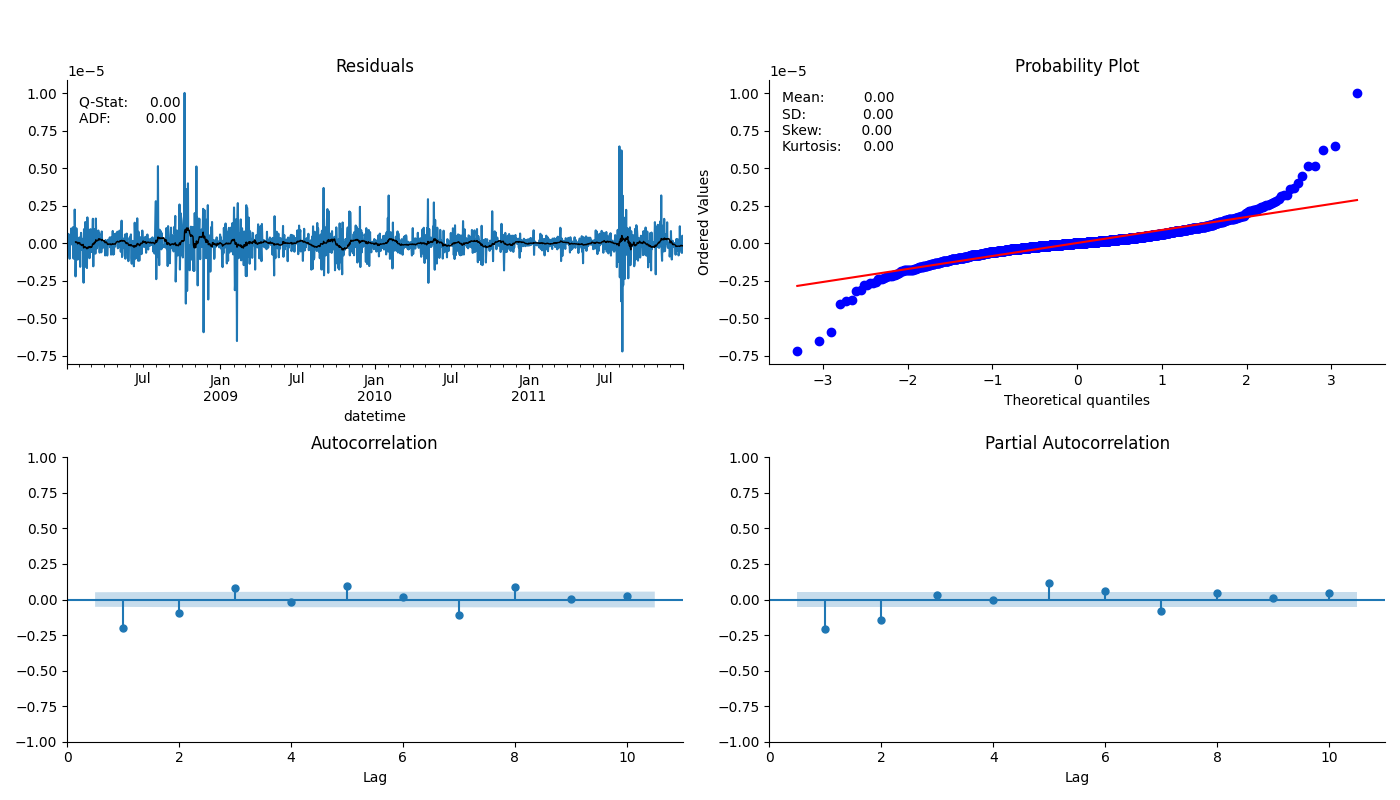 Residuals
1e−5
Q-Stat: 0.00
ADF: 0.00
1.00
0.75
0.50
0.25
0.00
−0.25
−0.50
−0.75
Jul Jan Jul Jan Jul Jan Jul
2009 2010 2011
datetime
Probability Plot
1e−5
Mean: 0.00
SD: 0.00
Skew: 0.00
Kurtosis: 0.00
Ordered Values
1.00
0.75
0.50
0.25
0.00
−0.25
−0.50
−0.75
−3 −2 −1 0 1 2 3
Theoretical quantiles
Autocorrelation
1.00
0.75
0.50
0.25
0.00
−0.25
−0.50
−0.75
−1.00
0 2 4 6 8 10
Lag
Partial Autocorrelation
1.00
0.75
0.50
0.25
0.00
−0.25
−0.50
−0.75
−1.00
0 2 4 6 8 10
Lag